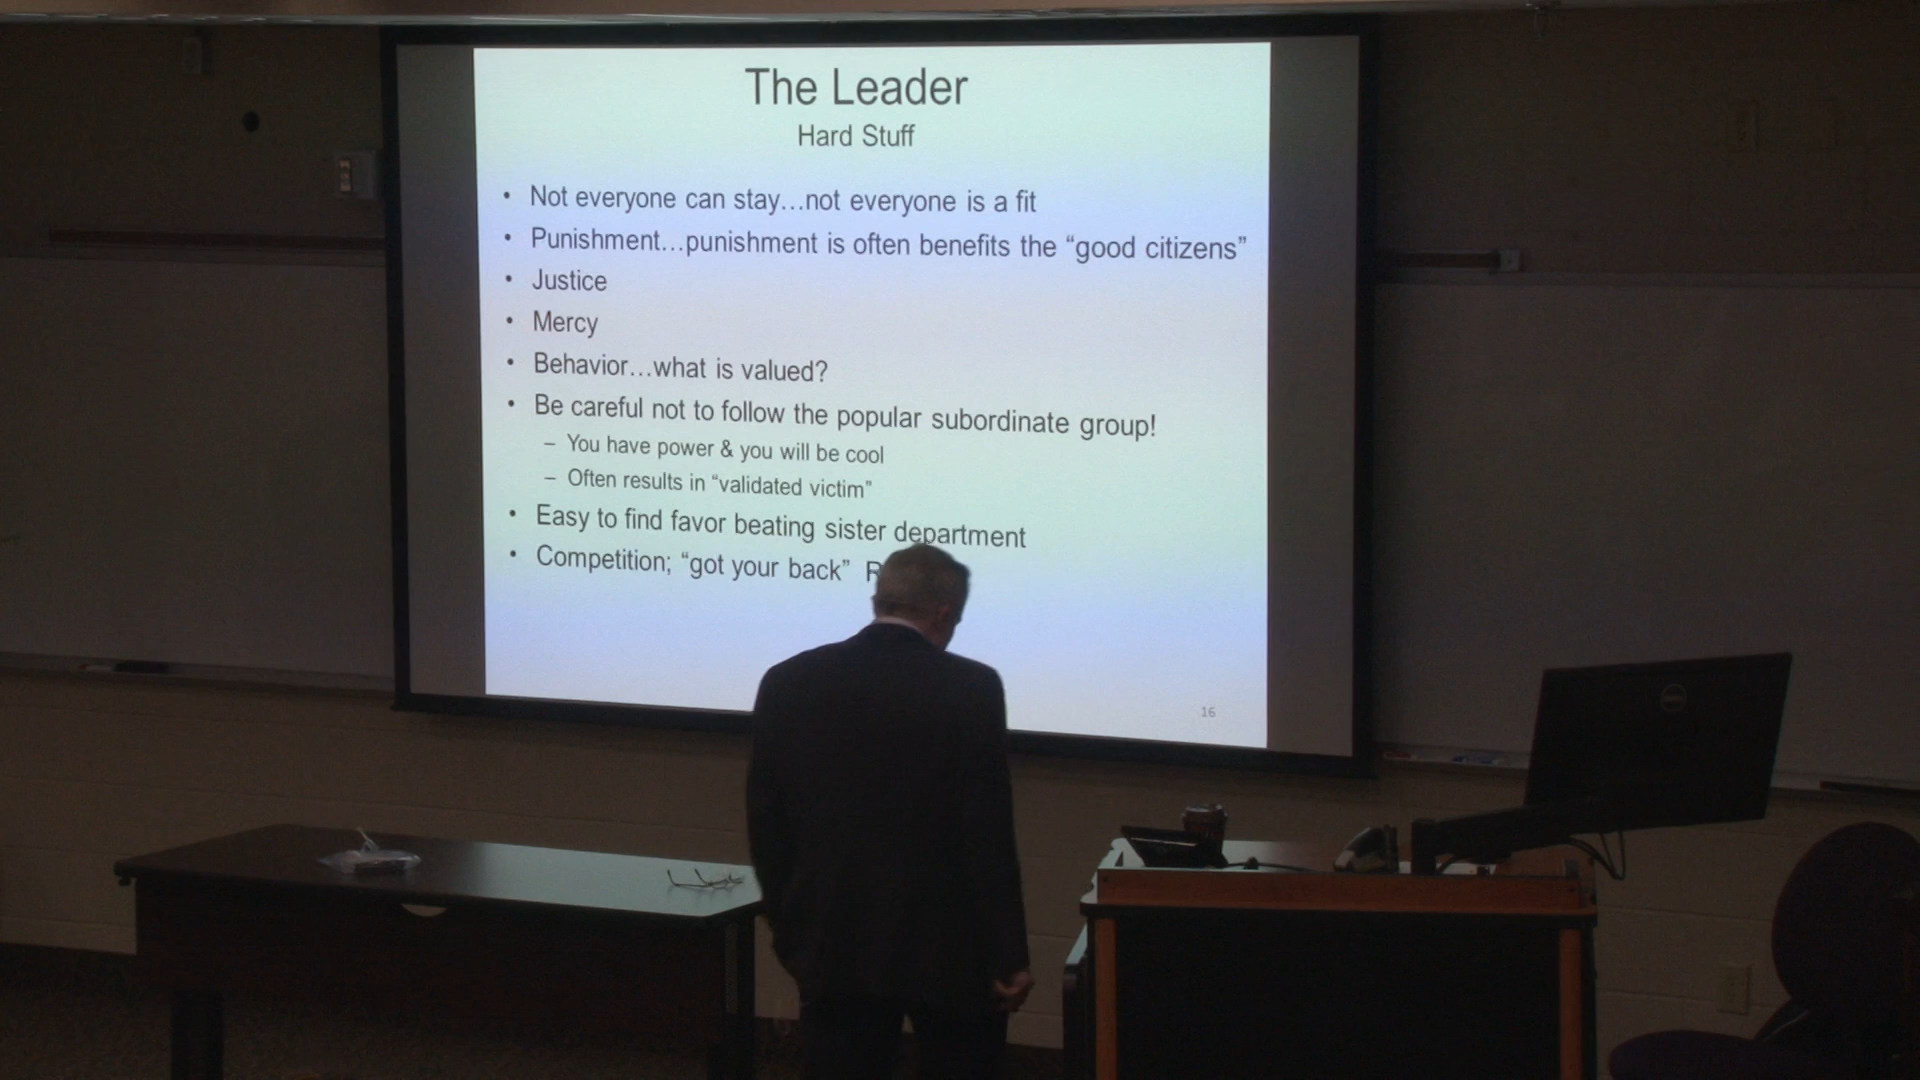 The Leader
Hard Stuff
• Not everyone can stay…not everyone is a fit
• Punishment…punishment is often benefits the “good citizens”
• Justice
• Mercy
• Behavior…what is valued?
• Be careful not to follow the popular subordinate group!
– You have power & you will be cool
– Often results in “validated victim”
• Easy to find favor beating sister department
• Competition; “got your back”
16
DELL